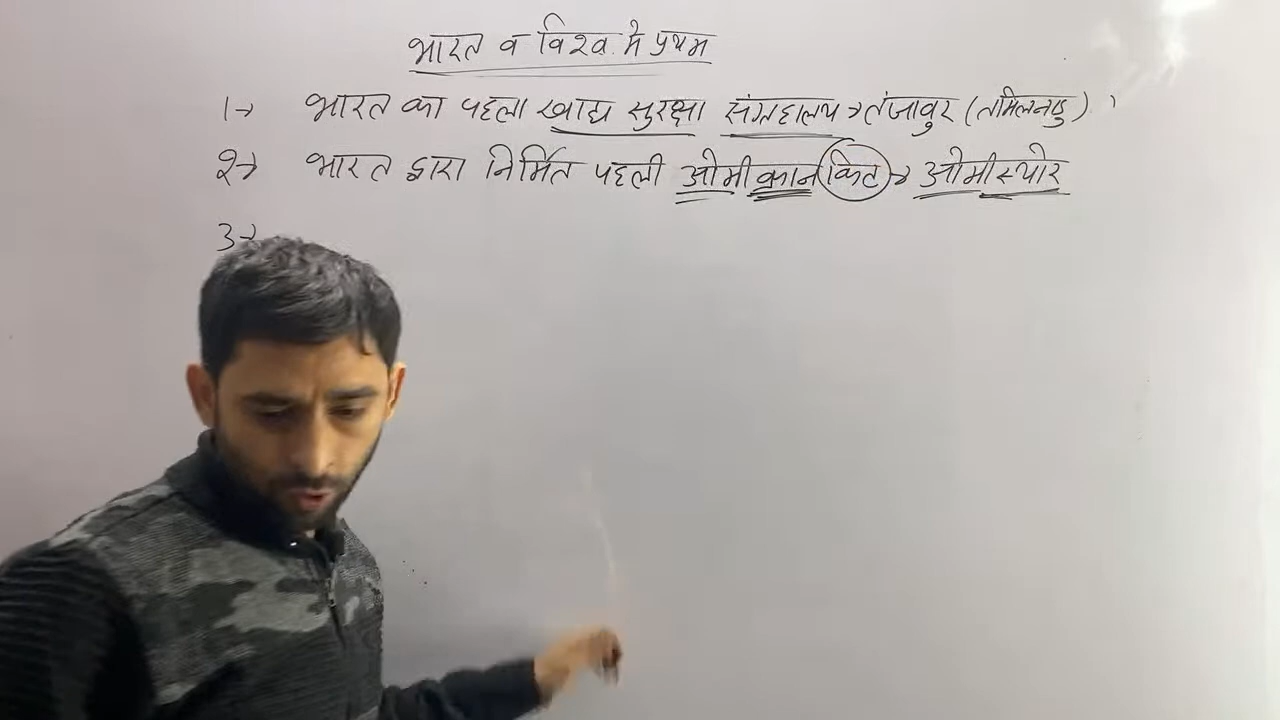 भारत व विश्व में प्रथम
1→ भारत का पहला खाद्य सुरक्षा संग्रहालय → तंजावुर (तमिलनाडु)
2→ भारत द्वारा निर्मित पहली ओमीक्रान किट → ओमीस्योर
3→